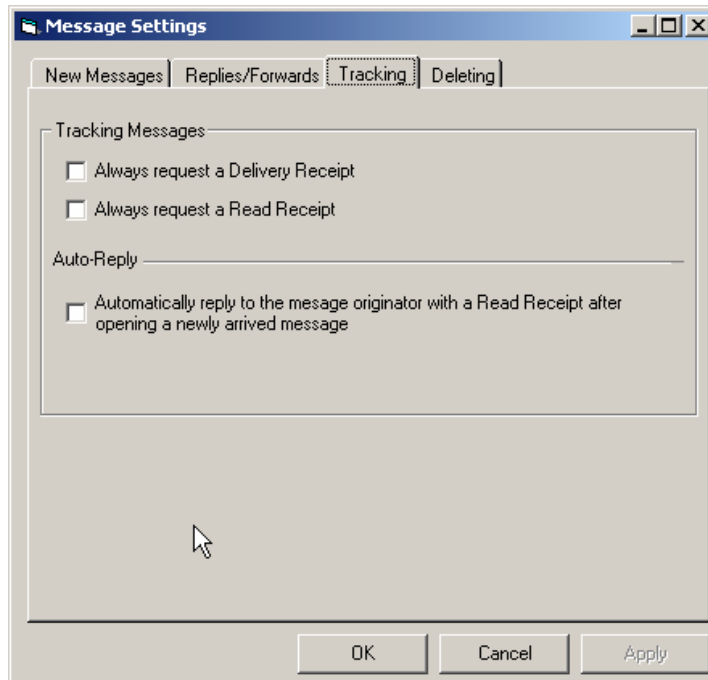 Message Settings
New Messages
Replies/Forwards
Tracking
Deleting
Tracking Messages
Always request a Delivery Receipt
Always request a Read Receipt
Auto-Reply
Automatically reply to the mesage originator with a Read Receipt after
opening a newly arrived message
OK
Cancel
Apply